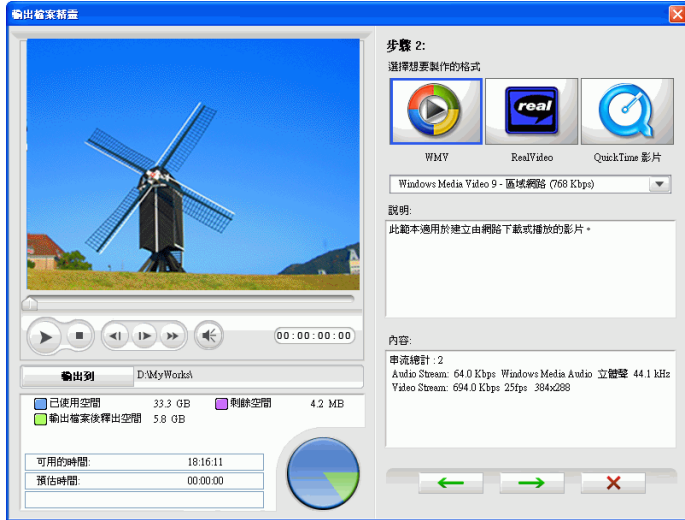 輸出檔案精靈
步驟 2:
選擇想要製作的格式
real
WMV
RealVideo
QuickTime 影片
Windows Media Video 9 - 區域網路 (768 Kbps)
說明:
此範本適用於建立由網路下載或播放的影片。
00:00:00:00
輸出到
D:\MyWorks\
已使用空間 33.3 GB
剩餘空間 4.2 MB
輸出檔案後釋出空間 5.8 GB
可用的時間: 18:16:11
預估時間: 00:00:00
內容:
串流總計 : 2
Audio Stream: 64.0 Kbps Windows Media Audio 立體聲 44.1 kHz
Video Stream: 694.0 Kbps 25fps 384x288